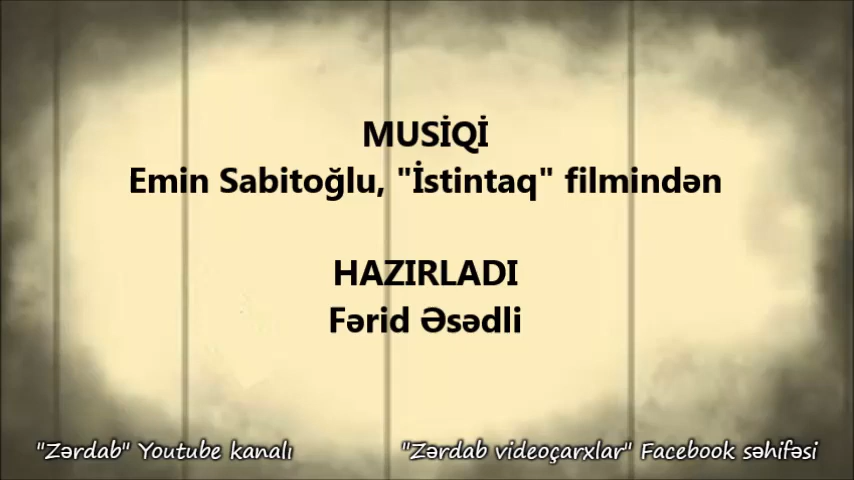 MUSİQİ
Emin Sabitoğlu, "İstintaq" filmindən
HAZIRLADI
Fərid Əsədli
"Zərdab" Youtube kanalı
"Zərdab videoçarxlar" Facebook səhifəsi